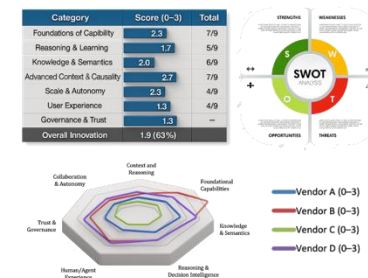 Category Score (0–3) Total
Foundations of Capibility 2.3 7/9
Reasoning & Learning 1.7 5/9
Knowledge & Semantics 2.0 6/9
Advanced Context & Causality 2.7 7/9
Scale & Autonomy 2.3 4/9
User Experience 1.3 4/9
Governance & Trust 1.3 –
Overall Innovation 1.9 (63%)
STRENGTHS
WEAKNESSES
S
W
SWOT
ANALYSIS
O
T
OPPORTUNITIES
THREATS
Context and
Reasoning
Collaboration
& Autonomy
Foundational
Capabilities
Trust &
Governance
Knowledge
& Semantics
Human/Agent
Experience
Reasoning &
Decision Intelligence
Vendor A (0–3)
Vendor B (0–3)
Vendor C (0–3)
Vendor D (0–3)